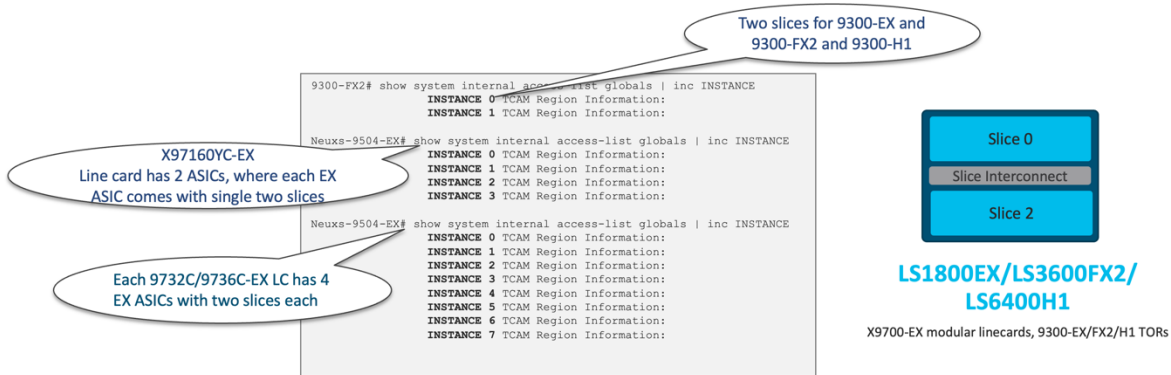 Two slices for 9300-EX and
9300-FX2 and 9300-H1
9300-FX2# show system internal access-list globals | inc INSTANCE
INSTANCE 0 TCAM Region Information:
INSTANCE 1 TCAM Region Information:
X97160YC-EX
Line card has 2 ASICs, where each EX
ASIC comes with single two slices
Neuxs-9504-EX# show system internal access-list globals | inc INSTANCE
INSTANCE 0 TCAM Region Information:
INSTANCE 1 TCAM Region Information:
INSTANCE 2 TCAM Region Information:
INSTANCE 3 TCAM Region Information:
Each 9732C/9736C-EX LC has 4
EX ASICs with two slices each
Neuxs-9504-EX# show system internal access-list globals | inc INSTANCE
INSTANCE 0 TCAM Region Information:
INSTANCE 1 TCAM Region Information:
INSTANCE 2 TCAM Region Information:
INSTANCE 3 TCAM Region Information:
INSTANCE 4 TCAM Region Information:
INSTANCE 5 TCAM Region Information:
INSTANCE 6 TCAM Region Information:
INSTANCE 7 TCAM Region Information:
Slice 0
Slice Interconnect
Slice 2
LS1800EX/LS3600FX2/
LS6400H1
X9700-EX modular linecards, 9300-EX/FX2/H1 TORs